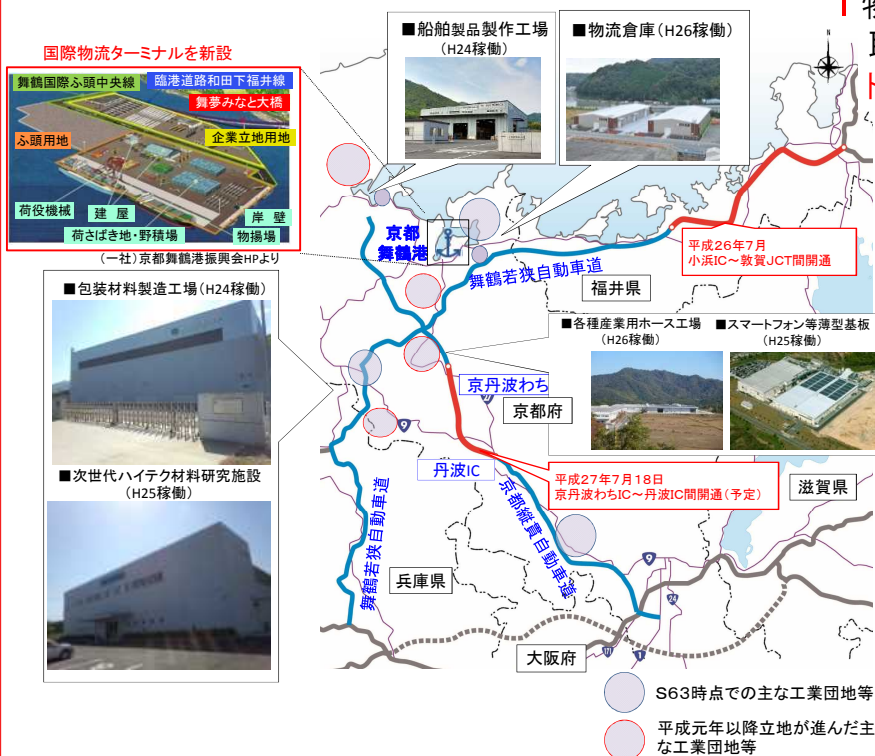 国際物流ターミナルを新設
舞鶴国際ふ頭中央線
臨港道路和田下福井線
舞夢みなと大橋
企業立地用地
ふ頭用地
荷役機械
建 屋
岸 壁
荷さばき地・野積場
物揚場
(一社)京都舞鶴港振興会HPより
■船舶製品製作工場
(H24稼働)
■物流倉庫(H26稼働)
N
京都
舞鶴港
舞鶴若狭自動車道
平成26年7月
小浜IC～敦賀JCT間開通
福井県
■包装材料製造工場(H24稼働)
■次世代ハイテク材料研究施設
(H25稼働)
■各種産業用ホース工場
(H26稼働)
■スマートフォン等薄型基板
(H25稼働)
京丹波わち
27
京都府
9
丹波IC
平成27年7月18日
京丹波わちIC～丹波IC間開通(予定)
滋賀県
京都縦貫自動車道
舞鶴若狭自動車道
兵庫県
9
24
大阪府
171
1
S63時点での主な工業団地等
平成元年以降立地が進んだ主
な工業団地等